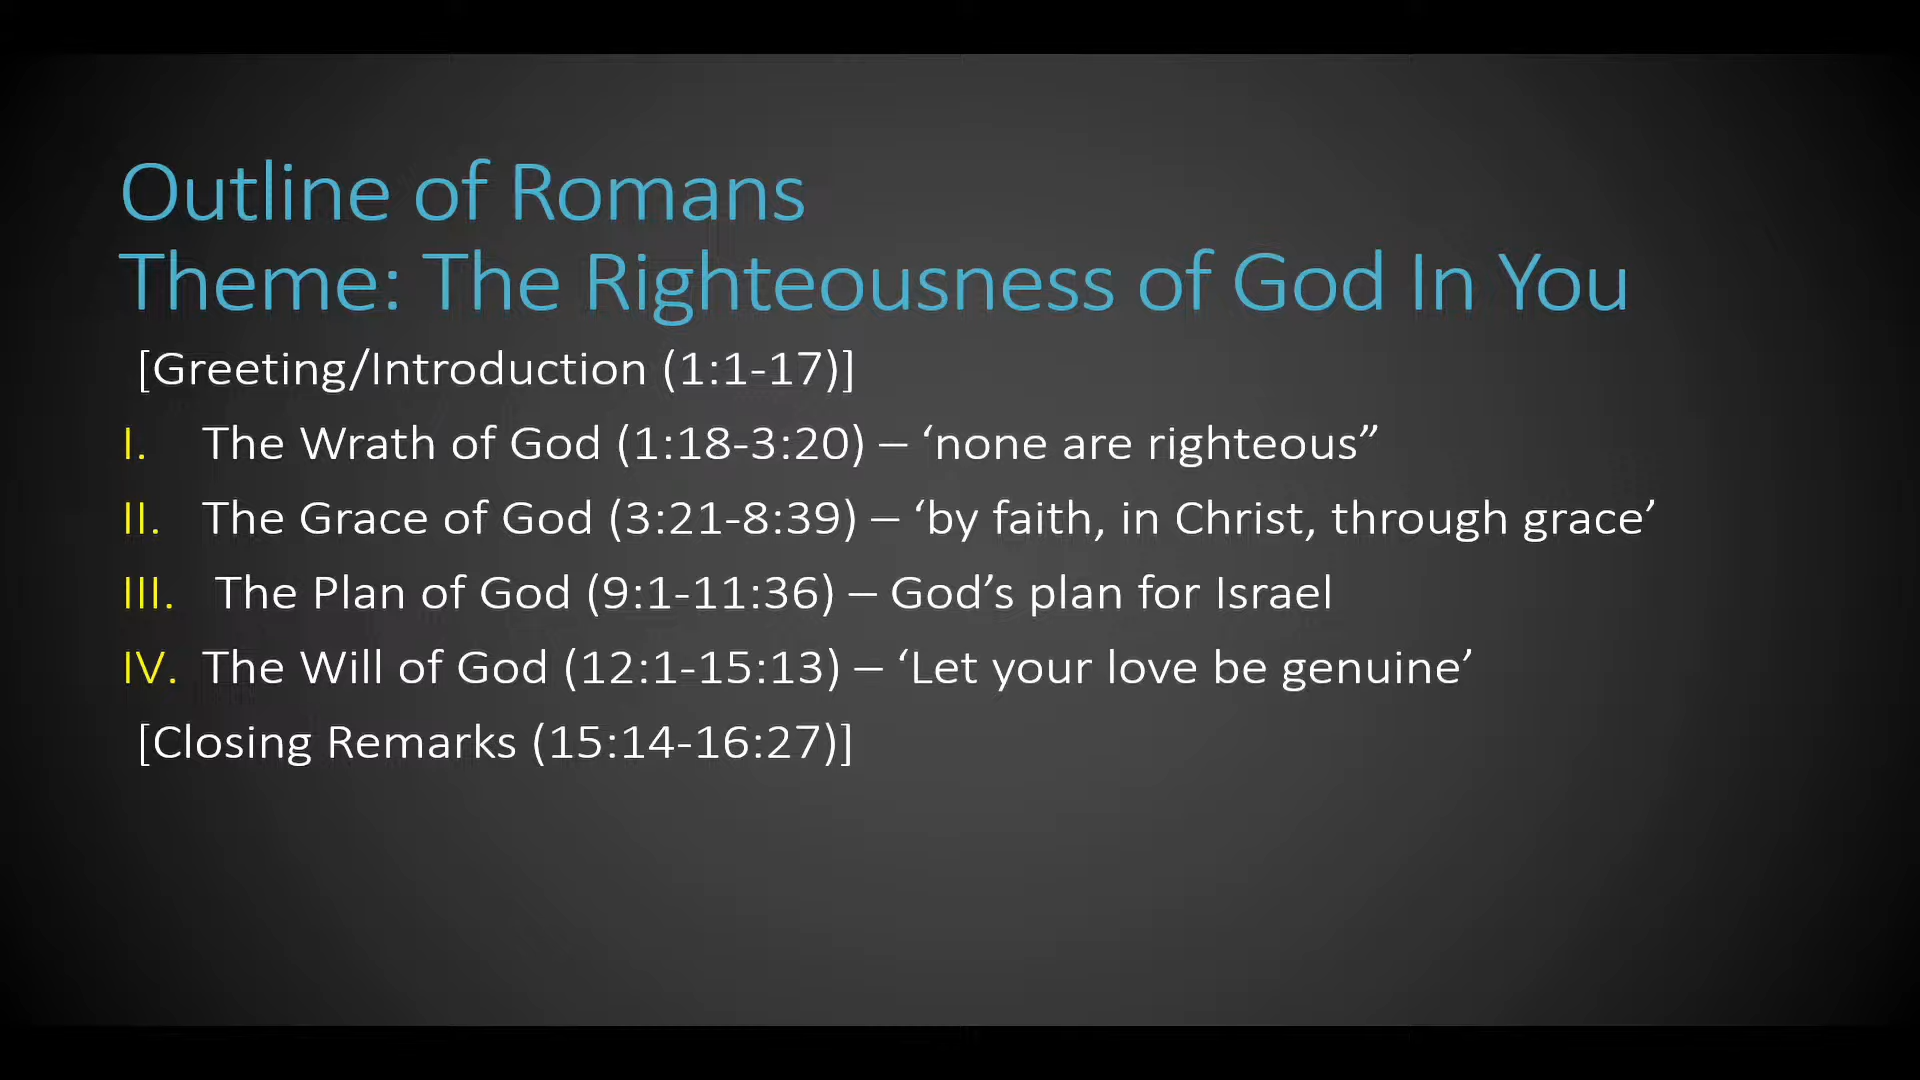 Outline of Romans
Theme: The Righteousness of God In You
[Greeting/Introduction (1:1-17)]
I. The Wrath of God (1:18-3:20) – ‘none are righteous”
II. The Grace of God (3:21-8:39) – ‘by faith, in Christ, through grace’
III. The Plan of God (9:1-11:36) – God’s plan for Israel
IV. The Will of God (12:1-15:13) – ‘Let your love be genuine’
[Closing Remarks (15:14-16:27)]